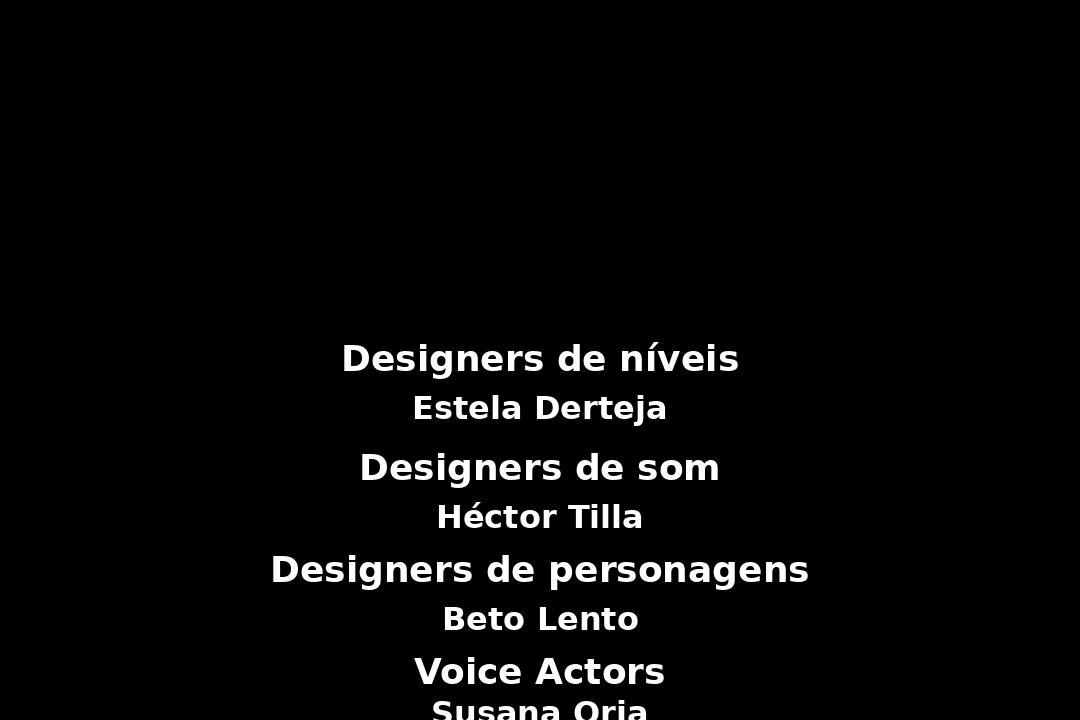 Designers de níveis
Estela Derteja
Designers de som
Héctor Tilla
Designers de personagens
Beto Lento
Voice Actors
Susana Oria